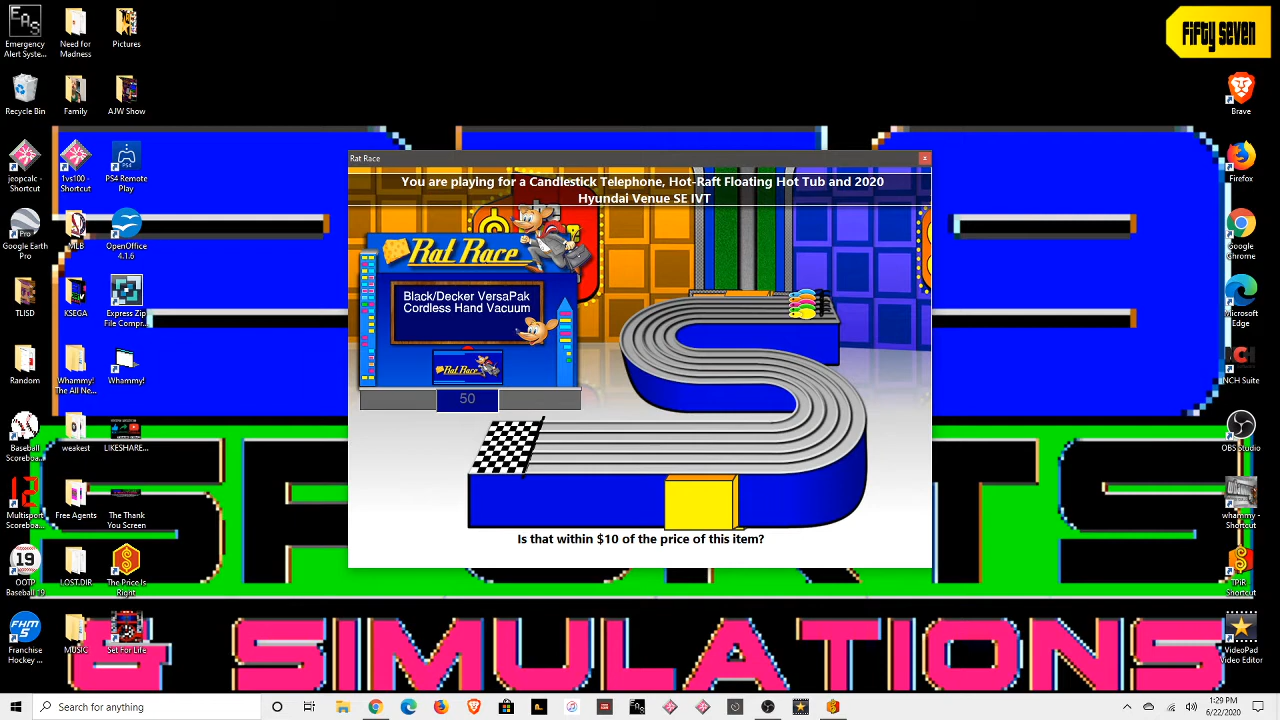 Emergency
Alert Syste...
Need for
Madness
Pictures
Fifty Seven
Recycle Bin
Family
AJW Show
Brave
jeopcalc -
Shortcut
1vs100 -
Shortcut
PS4 Remote
Play
Firefox
Google Earth
Pro
MLB
OpenOffice
4.1.6
Google
Chrome
TLISD
KSEGA
Express Zip
File Compr...
Microsoft
Edge
Random
Whammy!
The All Ne...
Whammy!
NCH Suite
Baseball
Scoreboa...
weakest
LIKESHARE...
OBS Studio
Multisport
Scoreboa...
Free Agents
The Thank
You Screen
whammy -
Shortcut
OOTP
Baseball 19
LOST.DIR
The Price Is
Right
TPiR
Shortcut
Franchise
Hockey ...
MUSIC
Set For Life
VideoPad
Video Editor
Rat Race
You are playing for a Candlestick Telephone, Hot-Raft Floating Hot Tub and 2020
Hyundai Venue SE IVT
Rat Race
Black/Decker VersaPak
Cordless Hand Vacuum
Rat Race
50
Is that within $10 of the price of this item?
& SIMULATIONS
Search for anything
1:29 PM
6/22/2020